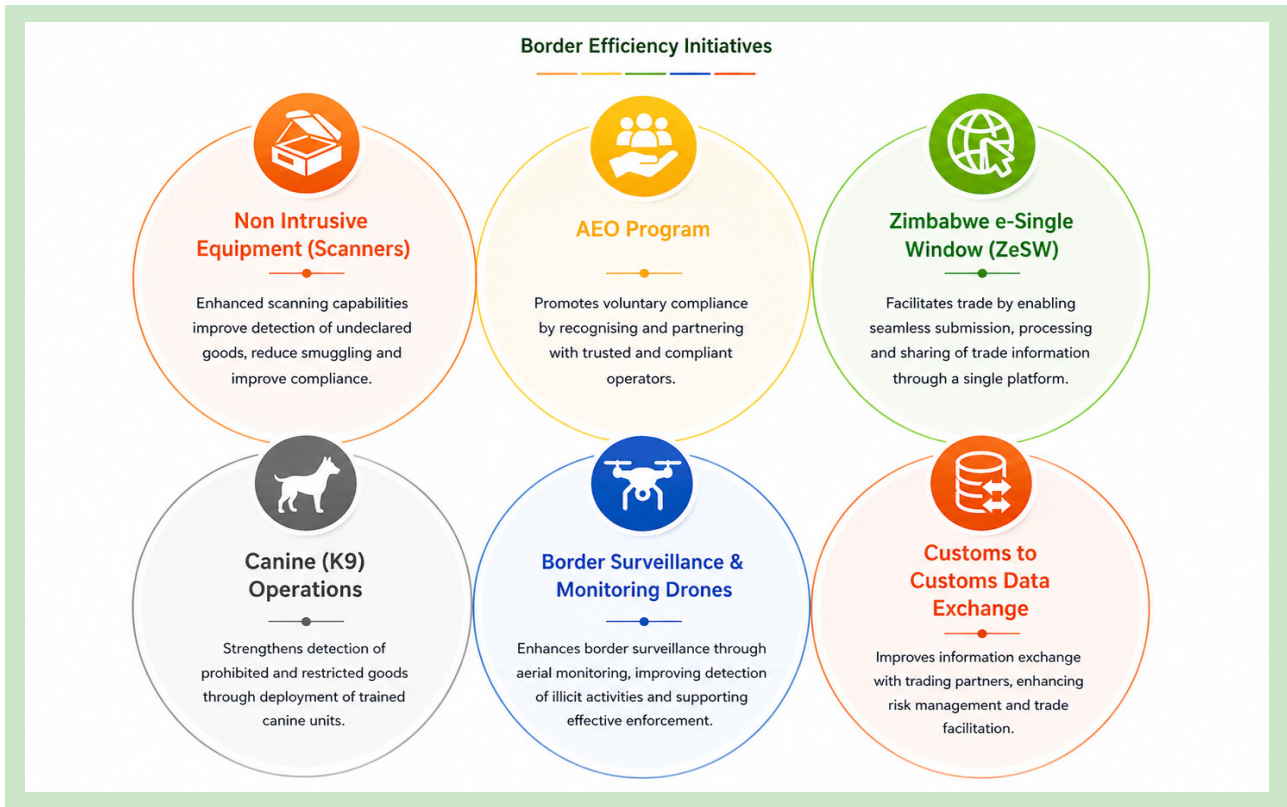 Border Efficiency Initiatives
Non Intrusive
Equipment (Scanners)
Enhanced scanning capabilities
improve detection of undeclared
goods, reduce smuggling and
improve compliance.
AEO Program
Promotes voluntary compliance
by recognising and partnering
with trusted and compliant
operators.
Zimbabwe e-Single
Window (ZeSW)
Facilitates trade by enabling
seamless submission, processing
and sharing of trade information
through a single platform.
Canine (K9)
Operations
Strengthens detection of
prohibited and restricted goods
through deployment of trained
canine units.
Border Surveillance &
Monitoring Drones
Enhances border surveillance through
aerial monitoring, improving detection
of illicit activities and supporting
effective enforcement.
Customs to
Customs Data
Exchange
Improves information exchange
with trading partners, enhancing
risk management and trade
facilitation.